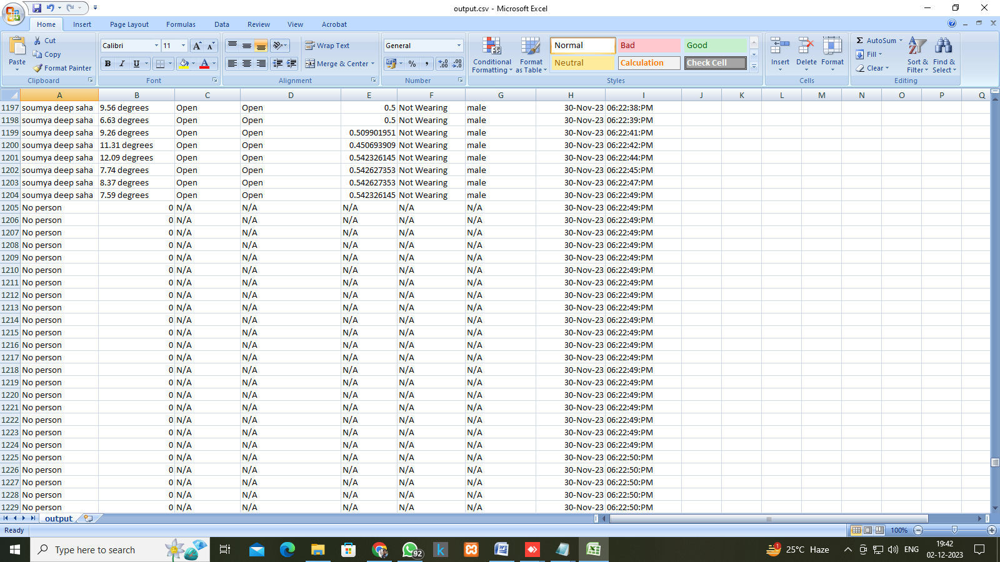 output.csv - Microsoft Excel
Home Insert Page Layout Formulas Data Review View Acrobat
Paste Cut Copy Format Painter Clipboard
Calibri 11 B I U Font
Wrap Text Merge & Center Alignment
General % , Number
Conditional Formatting Format as Table Normal Bad Good Neutral Calculation Check Cell Styles
Insert Delete Format Cells
AutoSum Fill Clear Sort & Filter Find & Select Editing
A B C D E F G H I J K L M N O P Q
1197 soumya deep saha 9.56 degrees Open Open 0.5 Not Wearing male 30-Nov-23 06:22:38:PM
1198 soumya deep saha 6.63 degrees Open Open 0.5 Not Wearing male 30-Nov-23 06:22:39:PM
1199 soumya deep saha 9.26 degrees Open Open 0.509901951 Not Wearing male 30-Nov-23 06:22:41:PM
1200 soumya deep saha 11.31 degrees Open Open 0.450693909 Not Wearing male 30-Nov-23 06:22:42:PM
1201 soumya deep saha 12.09 degrees Open Open 0.542326145 Not Wearing male 30-Nov-23 06:22:44:PM
1202 soumya deep saha 7.74 degrees Open Open 0.542627353 Not Wearing male 30-Nov-23 06:22:45:PM
1203 soumya deep saha 8.37 degrees Open Open 0.542627353 Not Wearing male 30-Nov-23 06:22:47:PM
1204 soumya deep saha 7.59 degrees Open Open 0.542326145 Not Wearing male 30-Nov-23 06:22:49:PM
1205 No person 0 N/A N/A N/A N/A N/A 30-Nov-23 06:22:49:PM
1206 No person 0 N/A N/A N/A N/A N/A 30-Nov-23 06:22:49:PM
1207 No person 0 N/A N/A N/A N/A N/A 30-Nov-23 06:22:49:PM
1208 No person 0 N/A N/A N/A N/A N/A 30-Nov-23 06:22:49:PM
1209 No person 0 N/A N/A N/A N/A N/A 30-Nov-23 06:22:49:PM
1210 No person 0 N/A N/A N/A N/A N/A 30-Nov-23 06:22:49:PM
1211 No person 0 N/A N/A N/A N/A N/A 30-Nov-23 06:22:49:PM
1212 No person 0 N/A N/A N/A N/A N/A 30-Nov-23 06:22:49:PM
1213 No person 0 N/A N/A N/A N/A N/A 30-Nov-23 06:22:49:PM
1214 No person 0 N/A N/A N/A N/A N/A 30-Nov-23 06:22:49:PM
1215 No person 0 N/A N/A N/A N/A N/A 30-Nov-23 06:22:49:PM
1216 No person 0 N/A N/A N/A N/A N/A 30-Nov-23 06:22:49:PM
1217 No person 0 N/A N/A N/A N/A N/A 30-Nov-23 06:22:49:PM
1218 No person 0 N/A N/A N/A N/A N/A 30-Nov-23 06:22:49:PM
1219 No person 0 N/A N/A N/A N/A N/A 30-Nov-23 06:22:49:PM
1220 No person 0 N/A N/A N/A N/A N/A 30-Nov-23 06:22:49:PM
1221 No person 0 N/A N/A N/A N/A N/A 30-Nov-23 06:22:49:PM
1222 No person 0 N/A N/A N/A N/A N/A 30-Nov-23 06:22:49:PM
1223 No person 0 N/A N/A N/A N/A N/A 30-Nov-23 06:22:49:PM
1224 No person 0 N/A N/A N/A N/A N/A 30-Nov-23 06:22:49:PM
1225 No person 0 N/A N/A N/A N/A N/A 30-Nov-23 06:22:50:PM
1226 No person 0 N/A N/A N/A N/A N/A 30-Nov-23 06:22:50:PM
1227 No person 0 N/A N/A N/A N/A N/A 30-Nov-23 06:22:50:PM
1228 No person 0 N/A N/A N/A N/A N/A 30-Nov-23 06:22:50:PM
1229 No person 0 N/A N/A N/A N/A N/A 30-Nov-23 06:22:50:PM
output
Ready 100%
Type here to search 92 25°C Haze ENG 19:42
02-12-2023